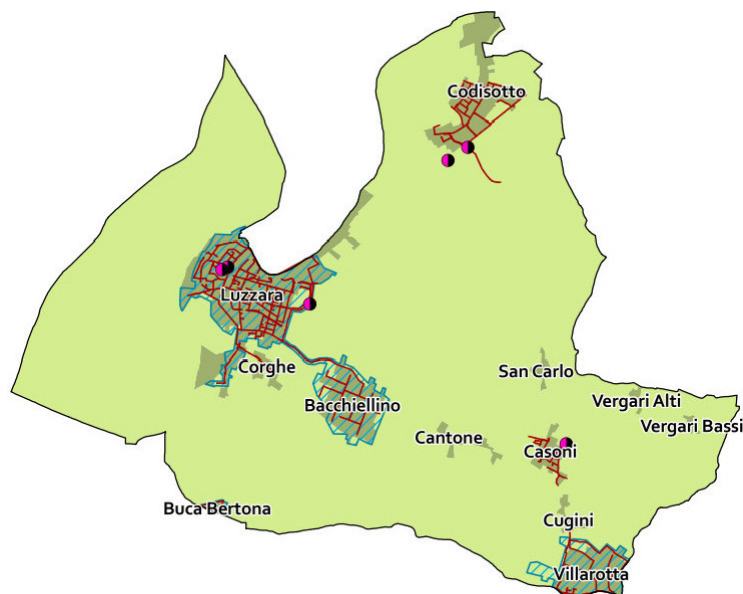 Codisotto
Luzzara
Corghe
San Carlo
Bacchiellino
Vergari Alti
Vergari Bassi
Cantone
Casoni
Buca Bertona
Cugini
Villarotta